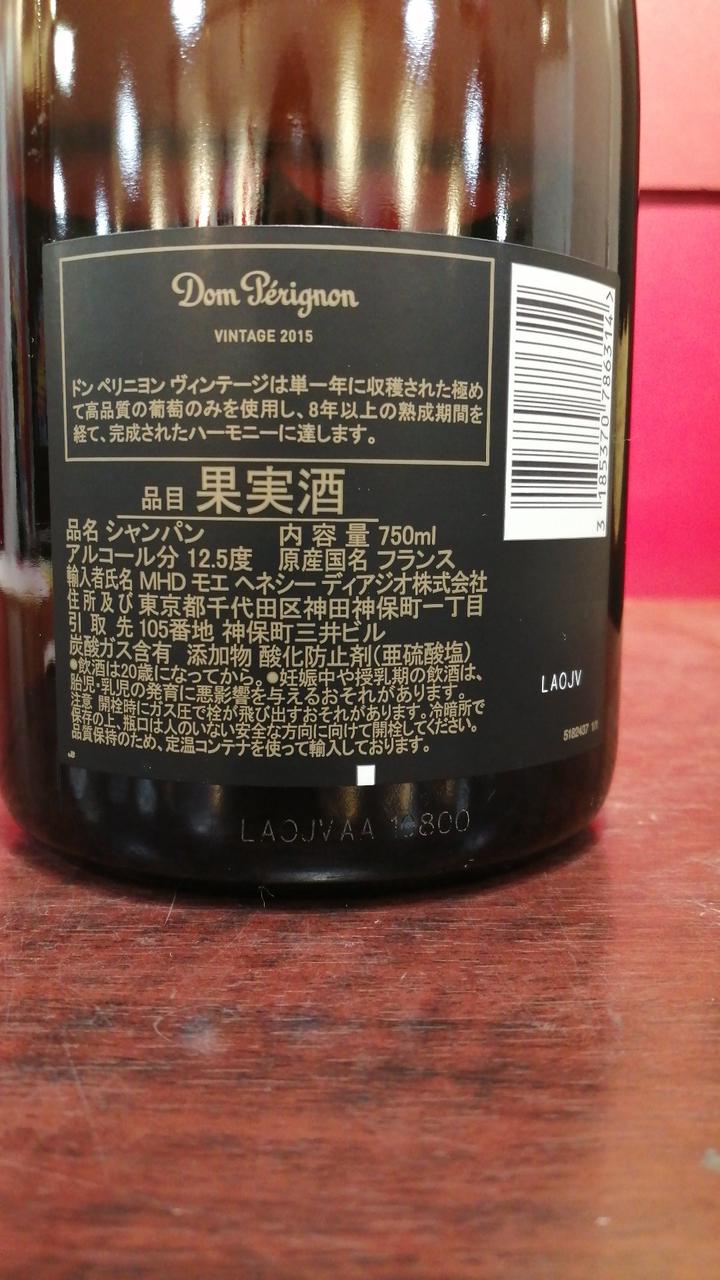 Dom Pérignon
VINTAGE 2015
ドン ペリニヨン ヴィンテージは単一年に収穫された極め
て高品質の葡萄のみを使用し、8年以上の熟成期間を
経て、完成されたハーモニーに達します。
品目 果実酒
品名 シャンパン 内容量 750ml
アルコール分 12.5度 原産国名 フランス
輸入者氏名 MHD モエ ヘネシー ディアジオ株式会社
住所及び 東京都千代田区神田神保町一丁目
引取先 105番地 神保町三井ビル
炭酸ガス含有 添加物 酸化防止剤(亜硫酸塩)
●飲酒は20歳になってから。●妊娠中や授乳期の飲酒は、
胎児・乳児の発育に悪影響を与えるおそれがあります。
注意 開栓時にガス圧で栓が飛び出すおそれがあります。冷暗所で
保存の上、瓶口は人のいない安全な方向に向けて開栓してください。
品質保持のため、定温コンテナを使って輸入しております。
JB
3 185370 786314 >
LAOJV
5182437 1/1
LAOJVAA 800